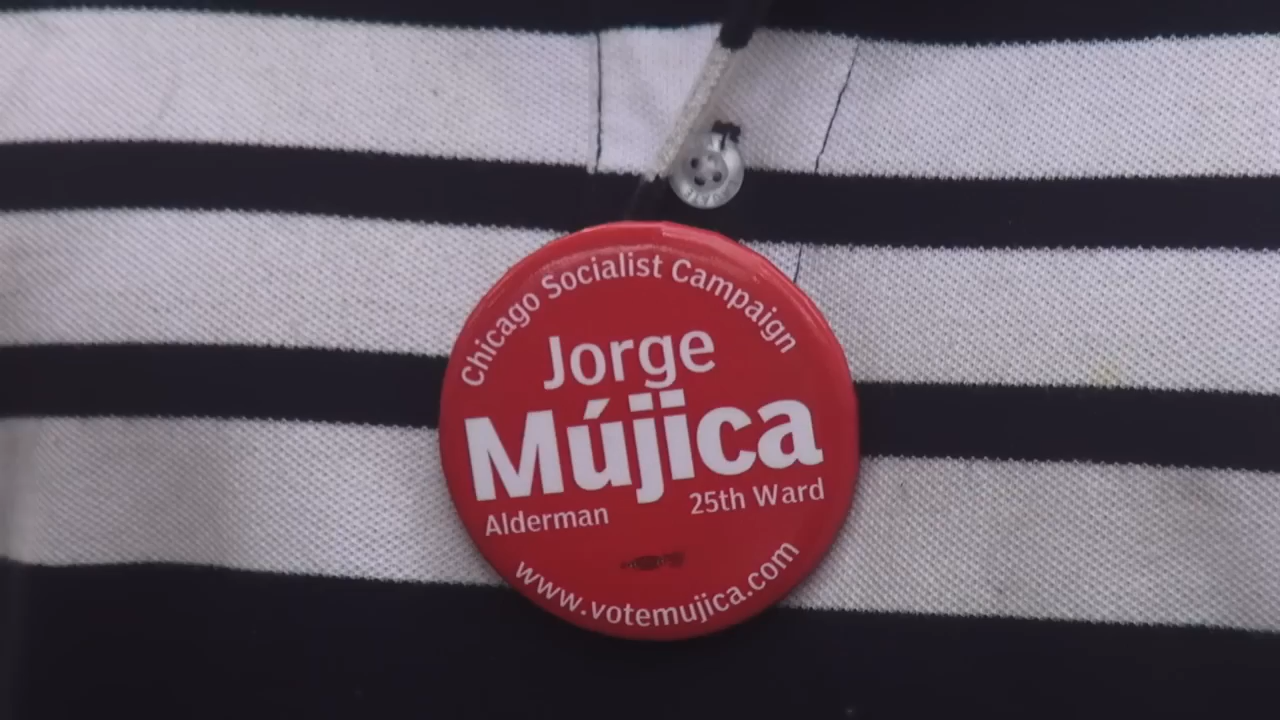 Chicago Socialist Campaign
Jorge
Mújica
Alderman
25th Ward
www.votemujica.com